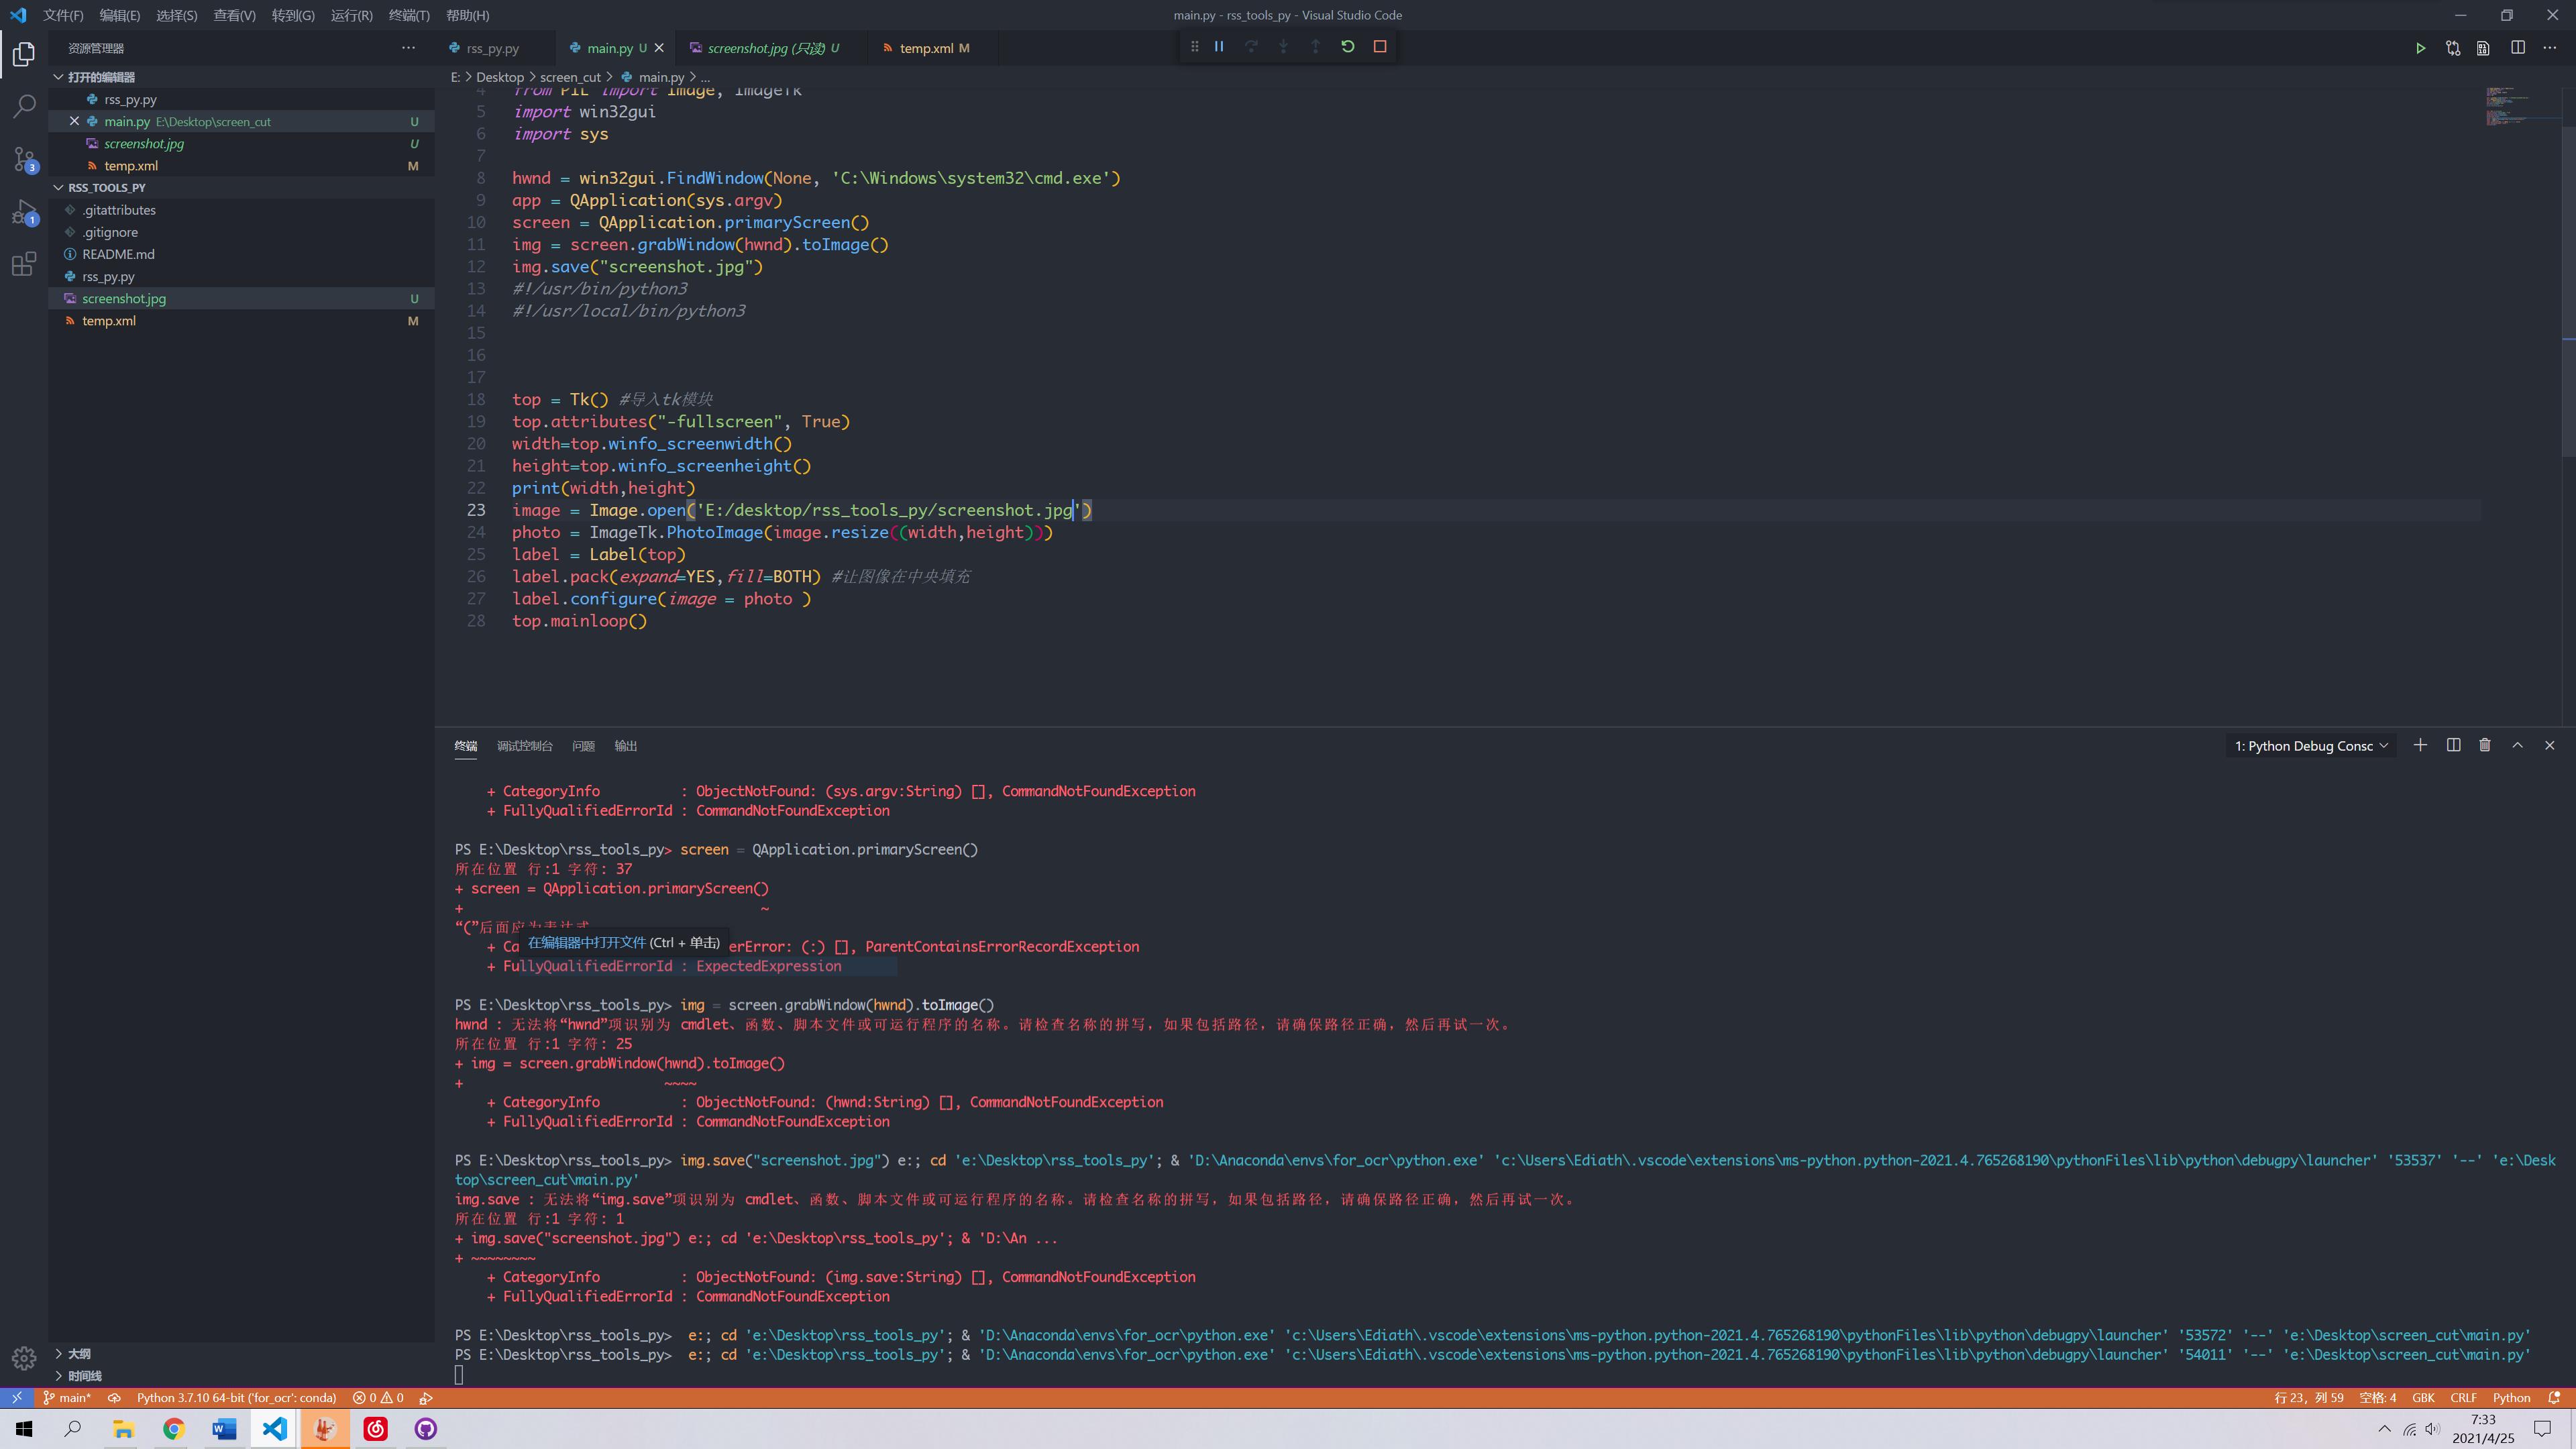 文件(F) 编辑(E) 选择(S) 查看(V) 转到(G) 运行(R) 终端(T) 帮助(H)
main.py - rss_tools_py - Visual Studio Code
资源管理器
rss_py.py main.py U screenshot.jpg (只读) U temp.xml M
打开的编辑器
rss_py.py
main.py E:\Desktop\screen_cut U
screenshot.jpg U
temp.xml M
RSS_TOOLS_PY
.gitattributes
.gitignore
README.md
rss_py.py
screenshot.jpg U
temp.xml M
大纲
时间线
3
1
E: > Desktop > screen_cut > main.py > ...
4 from PIL import Image, ImageTk
5 import win32gui
6 import sys
7
8 hwnd = win32gui.FindWindow(None, 'C:\Windows\system32\cmd.exe')
9 app = QApplication(sys.argv)
10 screen = QApplication.primaryScreen()
11 img = screen.grabWindow(hwnd).toImage()
12 img.save("screenshot.jpg")
13 #!/usr/bin/python3
14 #!/usr/local/bin/python3
15
16
17
18 top = Tk() #导入tk模块
19 top.attributes("-fullscreen", True)
20 width=top.winfo_screenwidth()
21 height=top.winfo_screenheight()
22 print(width,height)
23 image = Image.open('E:/desktop/rss_tools_py/screenshot.jpg')
24 photo = ImageTk.PhotoImage(image.resize((width,height)))
25 label = Label(top)
26 label.pack(expand=YES,fill=BOTH) #让图像在中央填充
27 label.configure(image = photo )
28 top.mainloop()
终端 调试控制台 问题 输出
1: Python Debug Consc
+ CategoryInfo : ObjectNotFound: (sys.argv:String) [], CommandNotFoundException
+ FullyQualifiedErrorId : CommandNotFoundException
PS E:\Desktop\rss_tools_py> screen = QApplication.primaryScreen()
所在位置 行:1 字符: 37
+ screen = QApplication.primaryScreen()
+ ~
“(”后面应为表达式
在编辑器中打开文件 (Ctrl + 单击)
+ Ca erError: (:) [], ParentContainsErrorRecordException
+ FullyQualifiedErrorId : ExpectedExpression
PS E:\Desktop\rss_tools_py> img = screen.grabWindow(hwnd).toImage()
hwnd : 无法将“hwnd”项识别为 cmdlet、函数、脚本文件或可运行程序的名称。请检查名称的拼写，如果包括路径，请确保路径正确，然后再试一次。
所在位置 行:1 字符: 25
+ img = screen.grabWindow(hwnd).toImage()
+ ~~~~
+ CategoryInfo : ObjectNotFound: (hwnd:String) [], CommandNotFoundException
+ FullyQualifiedErrorId : CommandNotFoundException
PS E:\Desktop\rss_tools_py> img.save("screenshot.jpg") e:; cd 'e:\Desktop\rss_tools_py'; & 'D:\Anaconda\envs\for_ocr\python.exe' 'c:\Users\Ediath\.vscode\extensions\ms-python.python-2021.4.765268190\pythonFiles\lib\python\debugpy\launcher' '53537' '--' 'e:\Desk
top\screen_cut\main.py'
img.save : 无法将“img.save”项识别为 cmdlet、函数、脚本文件或可运行程序的名称。请检查名称的拼写，如果包括路径，请确保路径正确，然后再试一次。
所在位置 行:1 字符: 1
+ img.save("screenshot.jpg") e:; cd 'e:\Desktop\rss_tools_py'; & 'D:\An ...
+ ~~~~~~~~
+ CategoryInfo : ObjectNotFound: (img.save:String) [], CommandNotFoundException
+ FullyQualifiedErrorId : CommandNotFoundException
PS E:\Desktop\rss_tools_py> e:; cd 'e:\Desktop\rss_tools_py'; & 'D:\Anaconda\envs\for_ocr\python.exe' 'c:\Users\Ediath\.vscode\extensions\ms-python.python-2021.4.765268190\pythonFiles\lib\python\debugpy\launcher' '53572' '--' 'e:\Desktop\screen_cut\main.py'
PS E:\Desktop\rss_tools_py> e:; cd 'e:\Desktop\rss_tools_py'; & 'D:\Anaconda\envs\for_ocr\python.exe' 'c:\Users\Ediath\.vscode\extensions\ms-python.python-2021.4.765268190\pythonFiles\lib\python\debugpy\launcher' '54011' '--' 'e:\Desktop\screen_cut\main.py'
main* Python 3.7.10 64-bit ('for_ocr': conda) 0 0
行 23，列 59 空格: 4 GBK CRLF Python
7:33
2021/4/25